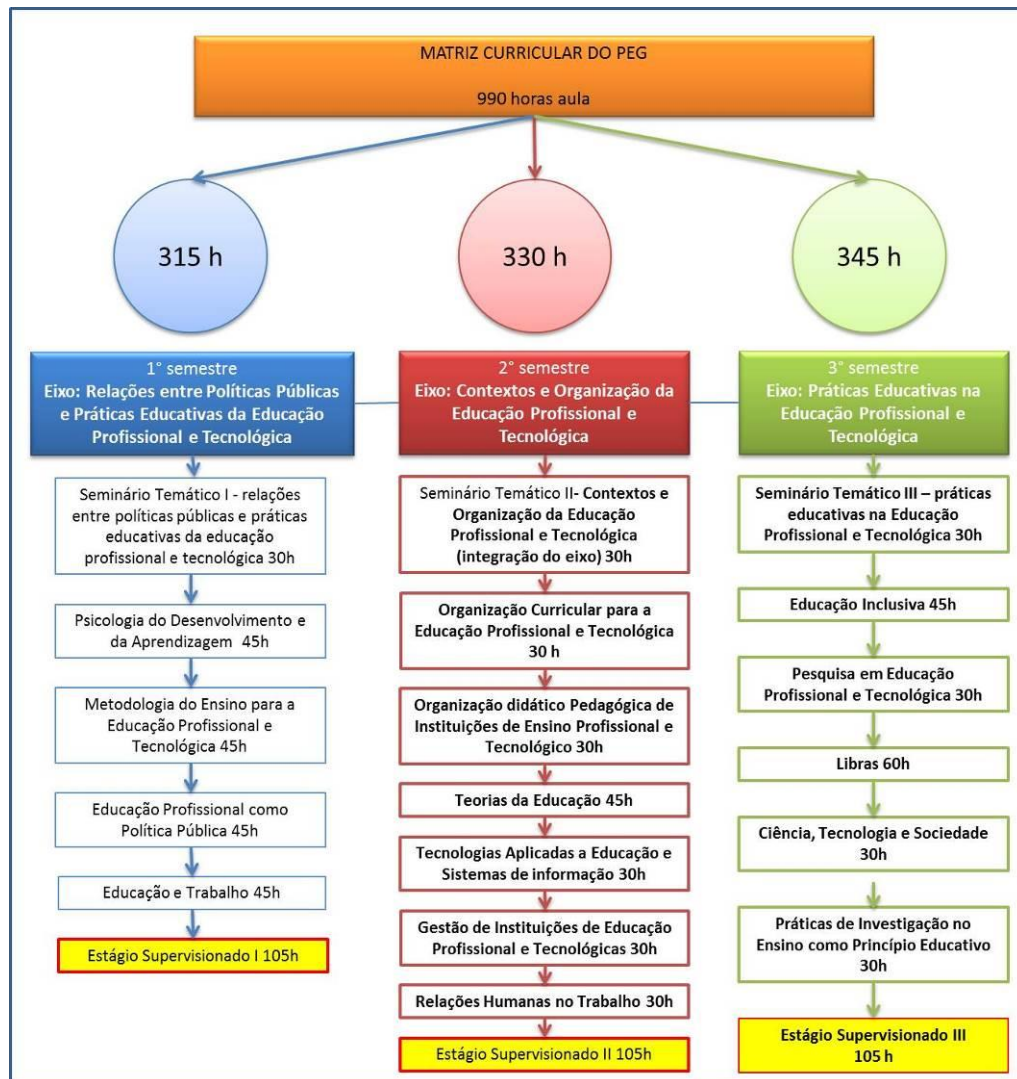 MATRIZ CURRICULAR DO PEG
990 horas aula
315 h
330 h
345 h
1° semestre
Eixo: Relações entre Políticas Públicas
e Práticas Educativas da Educação
Profissional e Tecnológica
Seminário Temático I - relações
entre políticas públicas e práticas
educativas da educação
profissional e tecnológica 30h
Psicologia do Desenvolvimento e
da Aprendizagem 45h
Metodologia do Ensino para a
Educação Profissional e
Tecnológica 45h
Educação Profissional como
Política Pública 45h
Educação e Trabalho 45h
Estágio Supervisionado I 105h
2° semestre
Eixo: Contextos e Organização da
Educação Profissional e
Tecnológica
Seminário Temático II- Contextos e
Organização da Educação
Profissional e Tecnológica
(integração do eixo) 30h
Organização Curricular para a
Educação Profissional e Tecnológica
30 h
Organização didático Pedagógica de
Instituições de Ensino Profissional e
Tecnológico 30h
Teorias da Educação 45h
Tecnologias Aplicadas a Educação e
Sistemas de informação 30h
Gestão de Instituições de Educação
Profissional e Tecnológicas 30h
Relações Humanas no Trabalho 30h
Estágio Supervisionado II 105h
3° semestre
Eixo: Práticas Educativas na
Educação Profissional e
Tecnológica
Seminário Temático III – práticas
educativas na Educação
Profissional e Tecnológica 30h
Educação Inclusiva 45h
Pesquisa em Educação
Profissional e Tecnológica 30h
Libras 60h
Ciência, Tecnologia e Sociedade
30h
Práticas de Investigação no
Ensino como Princípio Educativo
30h
Estágio Supervisionado III
105 h